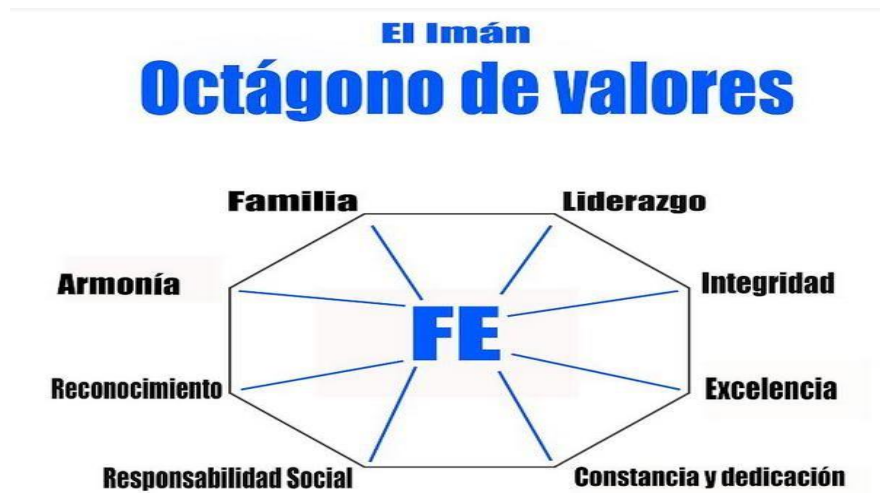 El Imán
Octágono de valores
Familia
Liderazgo
Armonía
Integridad
FE
Reconocimiento
Excelencia
Responsabilidad Social
Constancia y dedicación